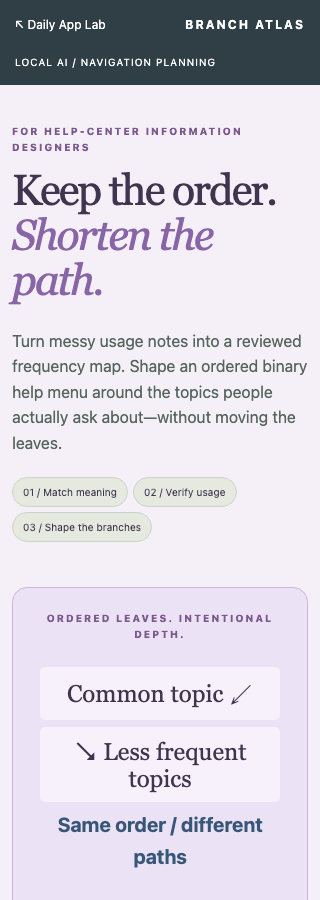 ↖ Daily App Lab
BRANCH ATLAS
LOCAL AI / NAVIGATION PLANNING
FOR HELP-CENTER INFORMATION
DESIGNERS
Keep the order.
Shorten the
path.
Turn messy usage notes into a reviewed
frequency map. Shape an ordered binary
help menu around the topics people
actually ask about—without moving the
leaves.
01 / Match meaning
02 / Verify usage
03 / Shape the branches
ORDERED LEAVES. INTENTIONAL
DEPTH.
Common topic ↙
↘ Less frequent
topics
Same order / different
paths